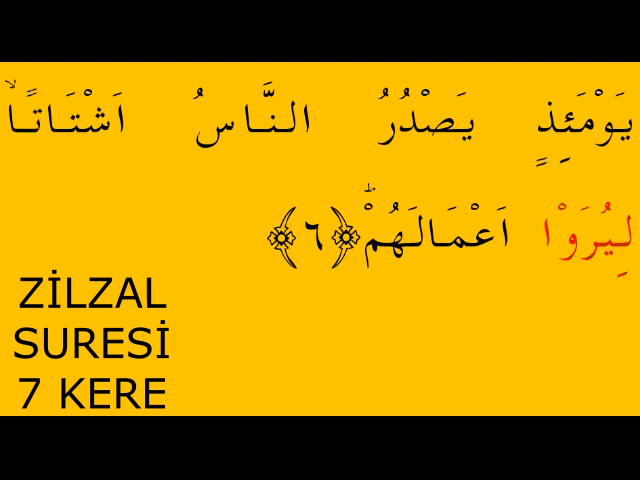 يَوْمَئِذٍ يَصْدُرُ النَّاسُ اَشْتَاتًاۙ
لِيُرَوْا اَعْمَالَهُمْۜ ﴿٦﴾
ZİLZAL
SURESİ
7 KERE